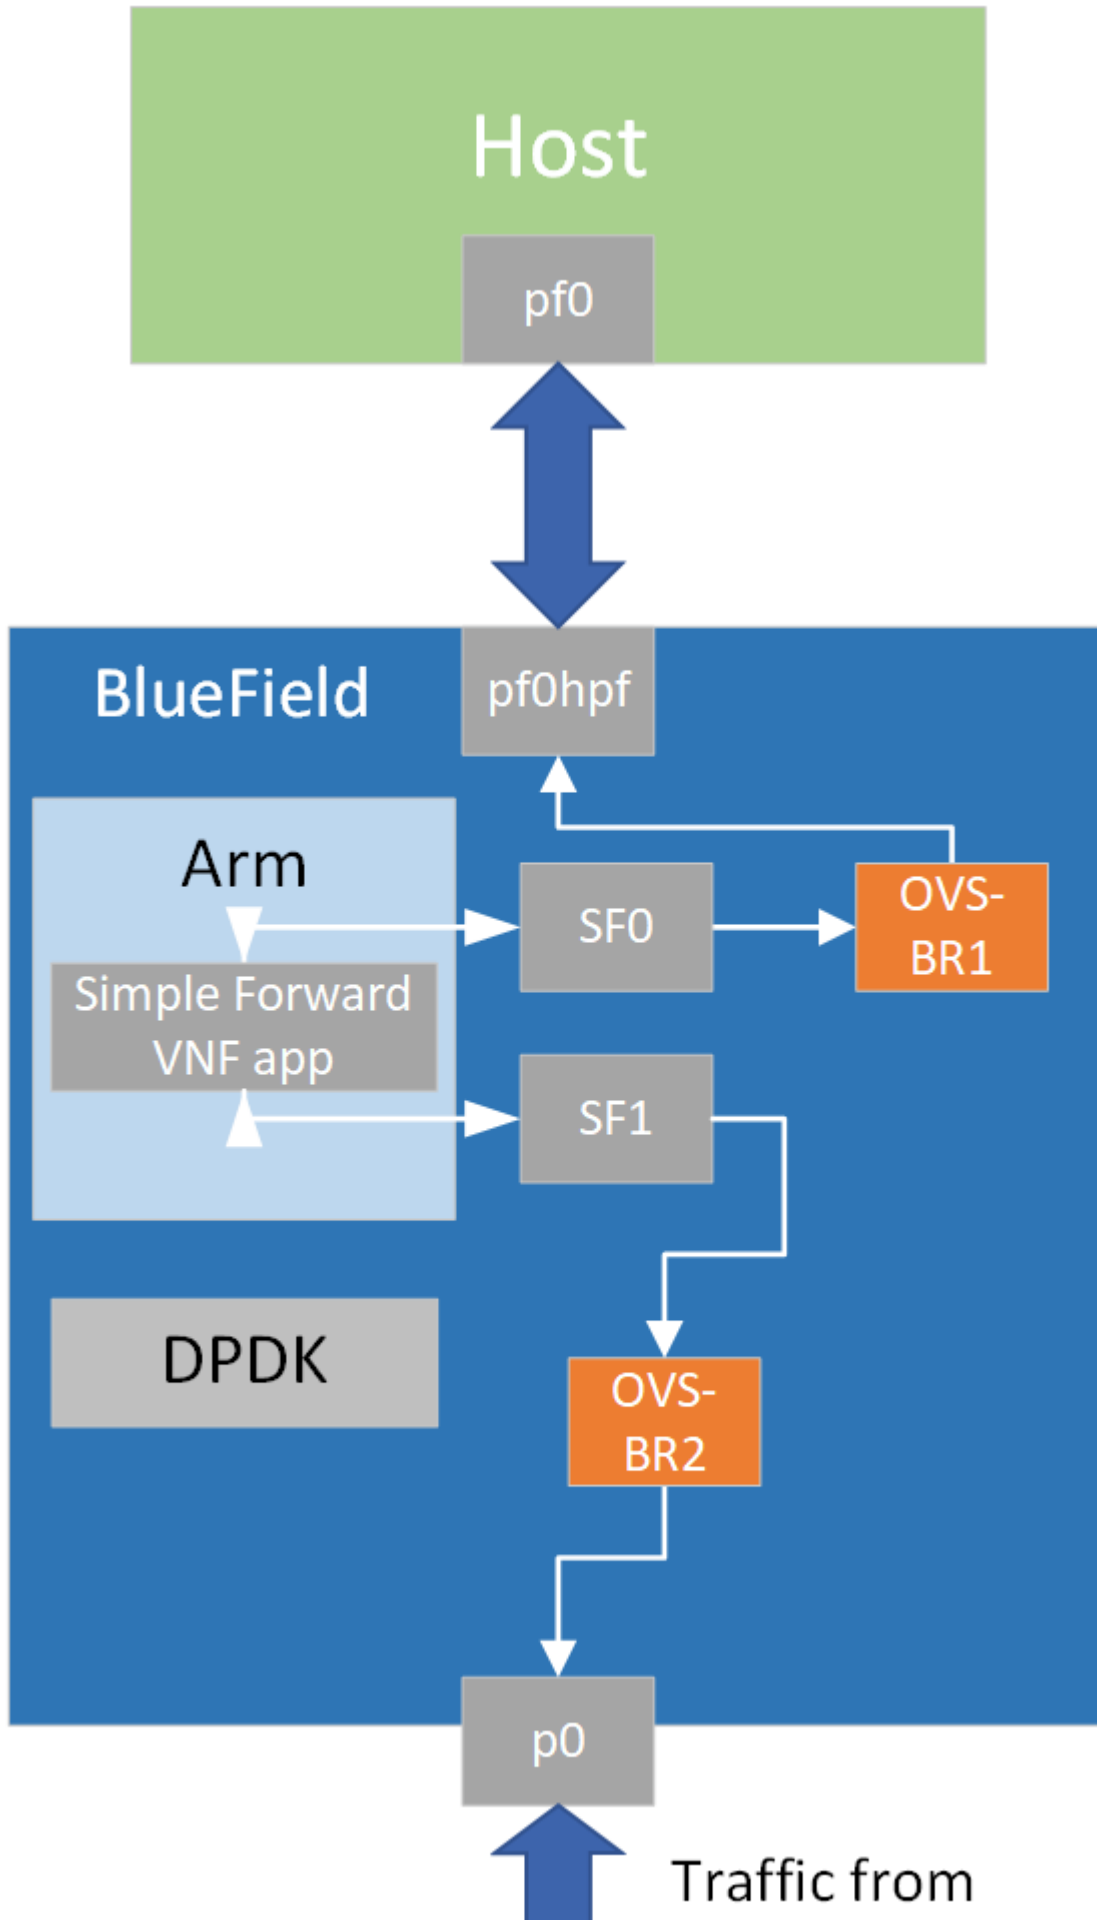 Host
pf0
BlueField
pf0hpf
Arm
SF0
OVS-
BR1
Simple Forward
VNF app
SF1
DPDK
OVS-
BR2
p0
Traffic from